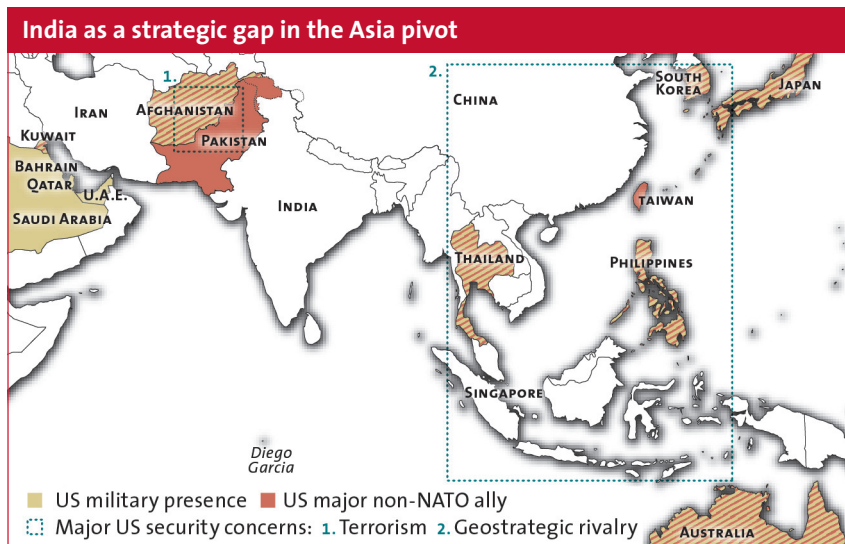 India as a strategic gap in the Asia pivot
1.
2.
SOUTH
KOREA
JAPAN
CHINA
IRAN
AFGHANISTAN
KUWAIT
PAKISTAN
BAHRAIN
QATAR
U.A.E.
SAUDI ARABIA
INDIA
TAIWAN
THAILAND
PHILIPPINES
SINGAPORE
Diego
Garcia
US military presence US major non-NATO ally
Major US security concerns: 1. Terrorism 2. Geostrategic rivalry
AUSTRALIA